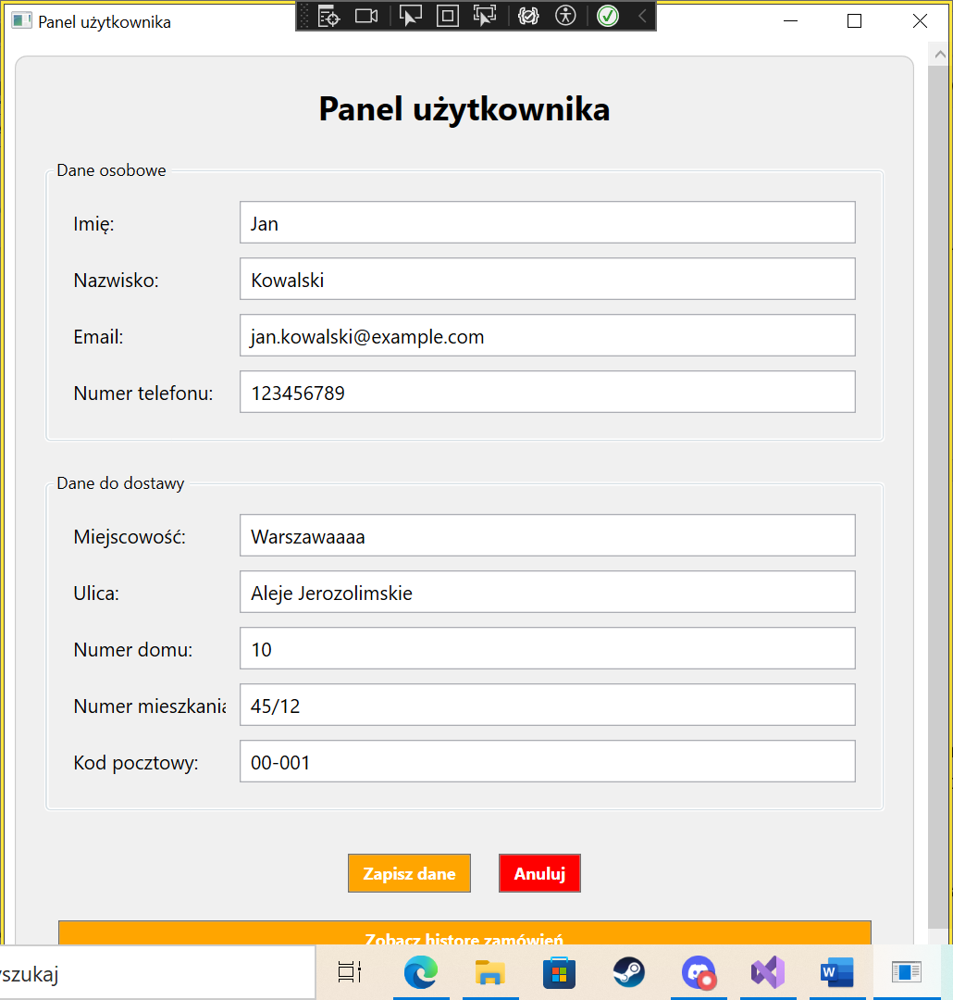 Panel użytkownika
Panel użytkownika
Dane osobowe
Imię: Jan
Nazwisko: Kowalski
Email: jan.kowalski@example.com
Numer telefonu: 123456789
Dane do dostawy
Miejscowość: Warszawaaaa
Ulica: Aleje Jerozolimskie
Numer domu: 10
Numer mieszkania 45/12
Kod pocztowy: 00-001
Zapisz dane Anuluj
Zobacz histore zamówień
yszukaj
W